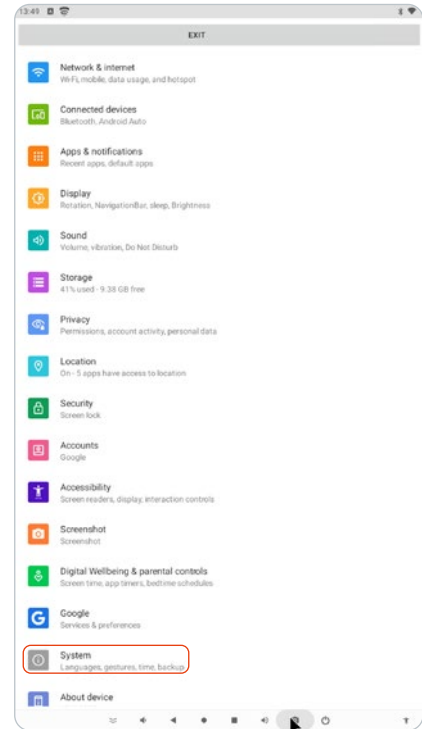 13:49
EXIT
Network & internet
Wi-Fi, mobile, data usage, and hotspot
Connected devices
Bluetooth, Android Auto
Apps & notifications
Recent apps, default apps
Display
Rotation, NavigationBar, sleep, Brightness
Sound
Volume, vibration, Do Not Disturb
Storage
41% used - 9.38 GB free
Privacy
Permissions, account activity, personal data
Location
On - 5 apps have access to location
Security
Screen lock
Accounts
Google
Accessibility
Screen readers, display, interaction controls
Screenshot
Screenshot
Digital Wellbeing & parental controls
Screen time, app timers, bedtime schedules
Google
Services & preferences
System
Languages, gestures, time, backup
About device